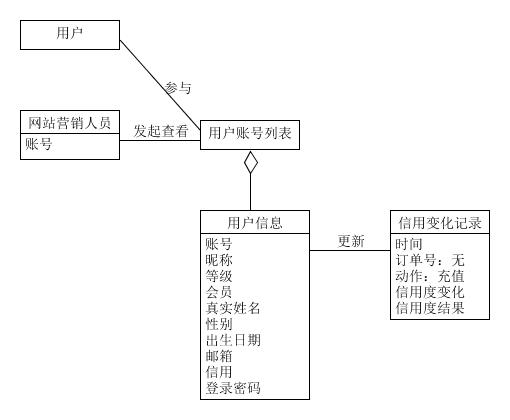 用户
参与
网站营销人员
账号
发起查看
用户账号列表
用户信息
账号
昵称
等级
会员
真实姓名
性别
出生日期
邮箱
信用
登录密码
更新
信用变化记录
时间
订单号：无
动作：充值
信用度变化
信用度结果